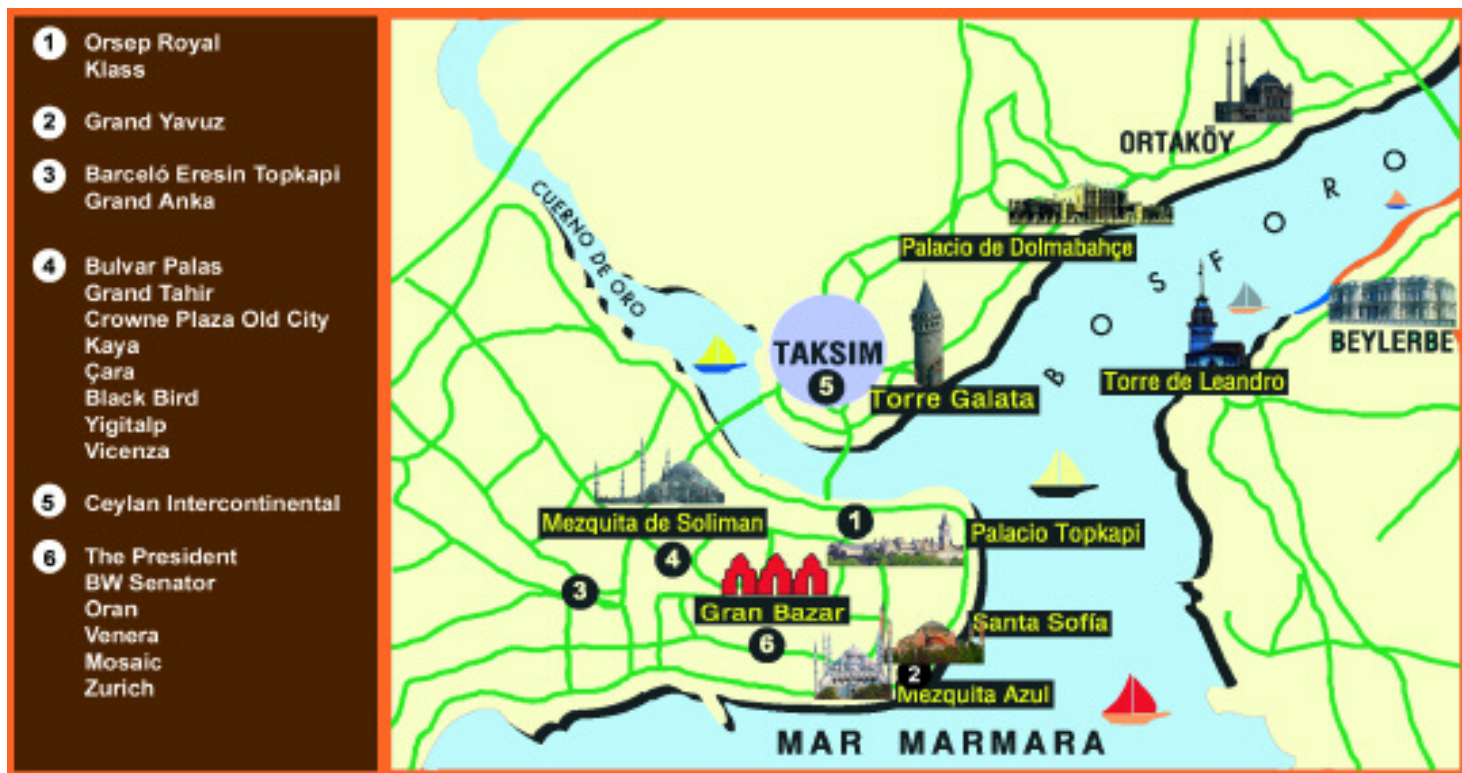 1 Orsep Royal
Klass
2 Grand Yavuz
3 Barceló Eresin Topkapi
Grand Anka
4 Bulvar Palas
Grand Tahir
Crowne Plaza Old City
Kaya
Çara
Black Bird
Yigitalp
Vicenza
5 Ceylan Intercontinental
6 The President
BW Senator
Oran
Venera
Mosaic
Zurich
ORTAKÖY
CUERNO DE ORO
BOSFORO
Palacio de Dolmabahçe
BEYLERBE
TAKSIM
5
Torre Galata
Torre de Leandro
Mezquita de Soliman
1
Palacio Topkapi
4
3
Gran Bazar
Santa Sofía
6
2
Mezquita Azul
MAR MARMARA